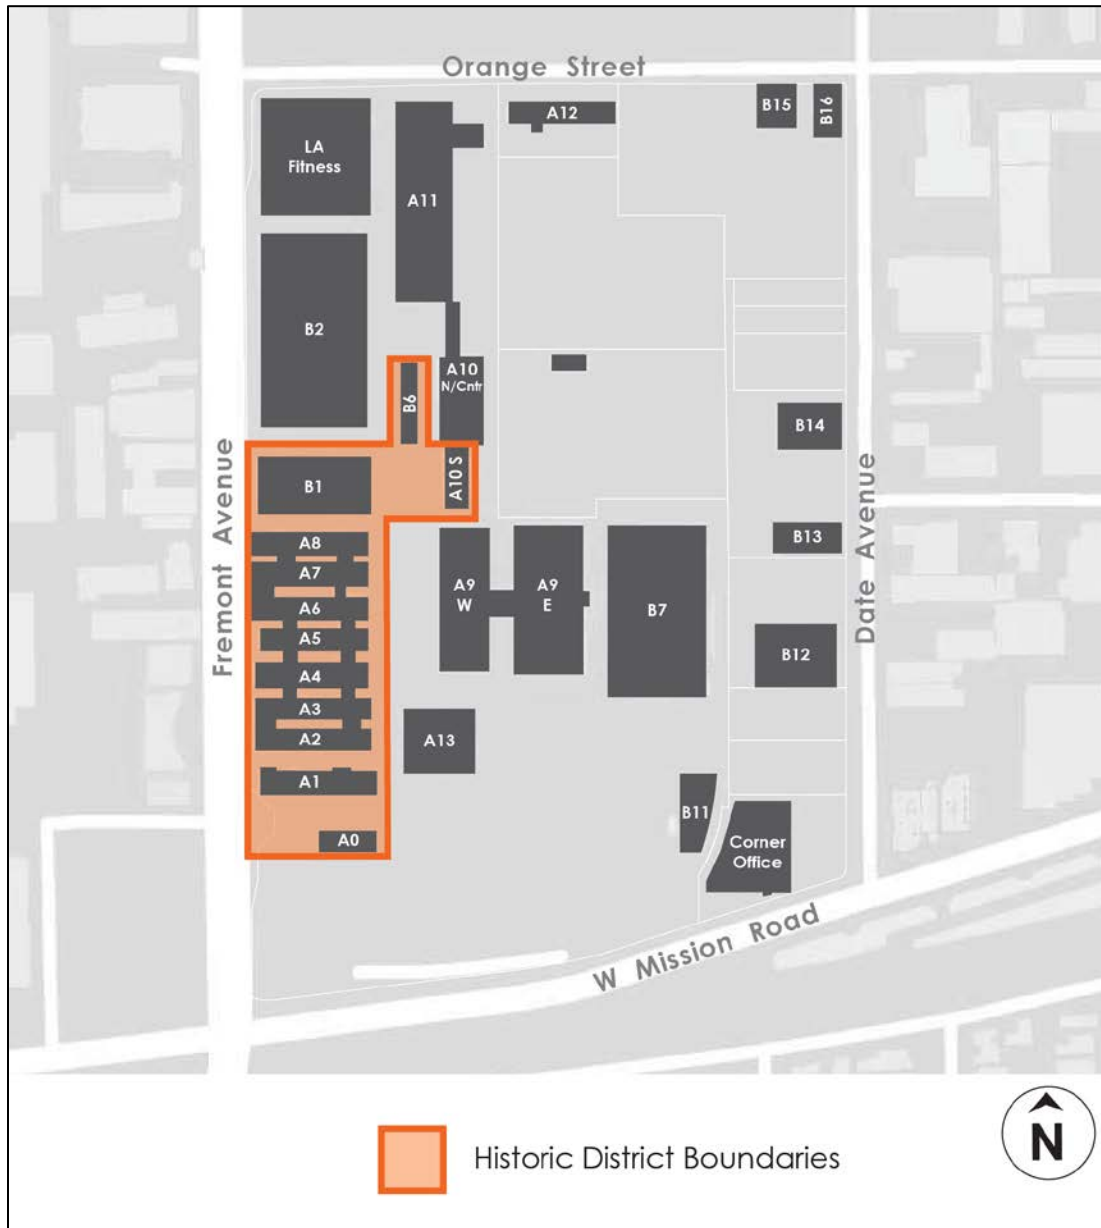 Orange Street
LA
Fitness
A11
A12
B15
B16
B2
B6
A10
N/Cntr
B14
Fremont Avenue
B1
A10 S
A8
A7
A6
A5
A4
A3
A2
A1
A0
A9
W
A9
E
B7
B13
Date Avenue
B12
A13
B11
Corner
Office
W Mission Road
Historic District Boundaries
N